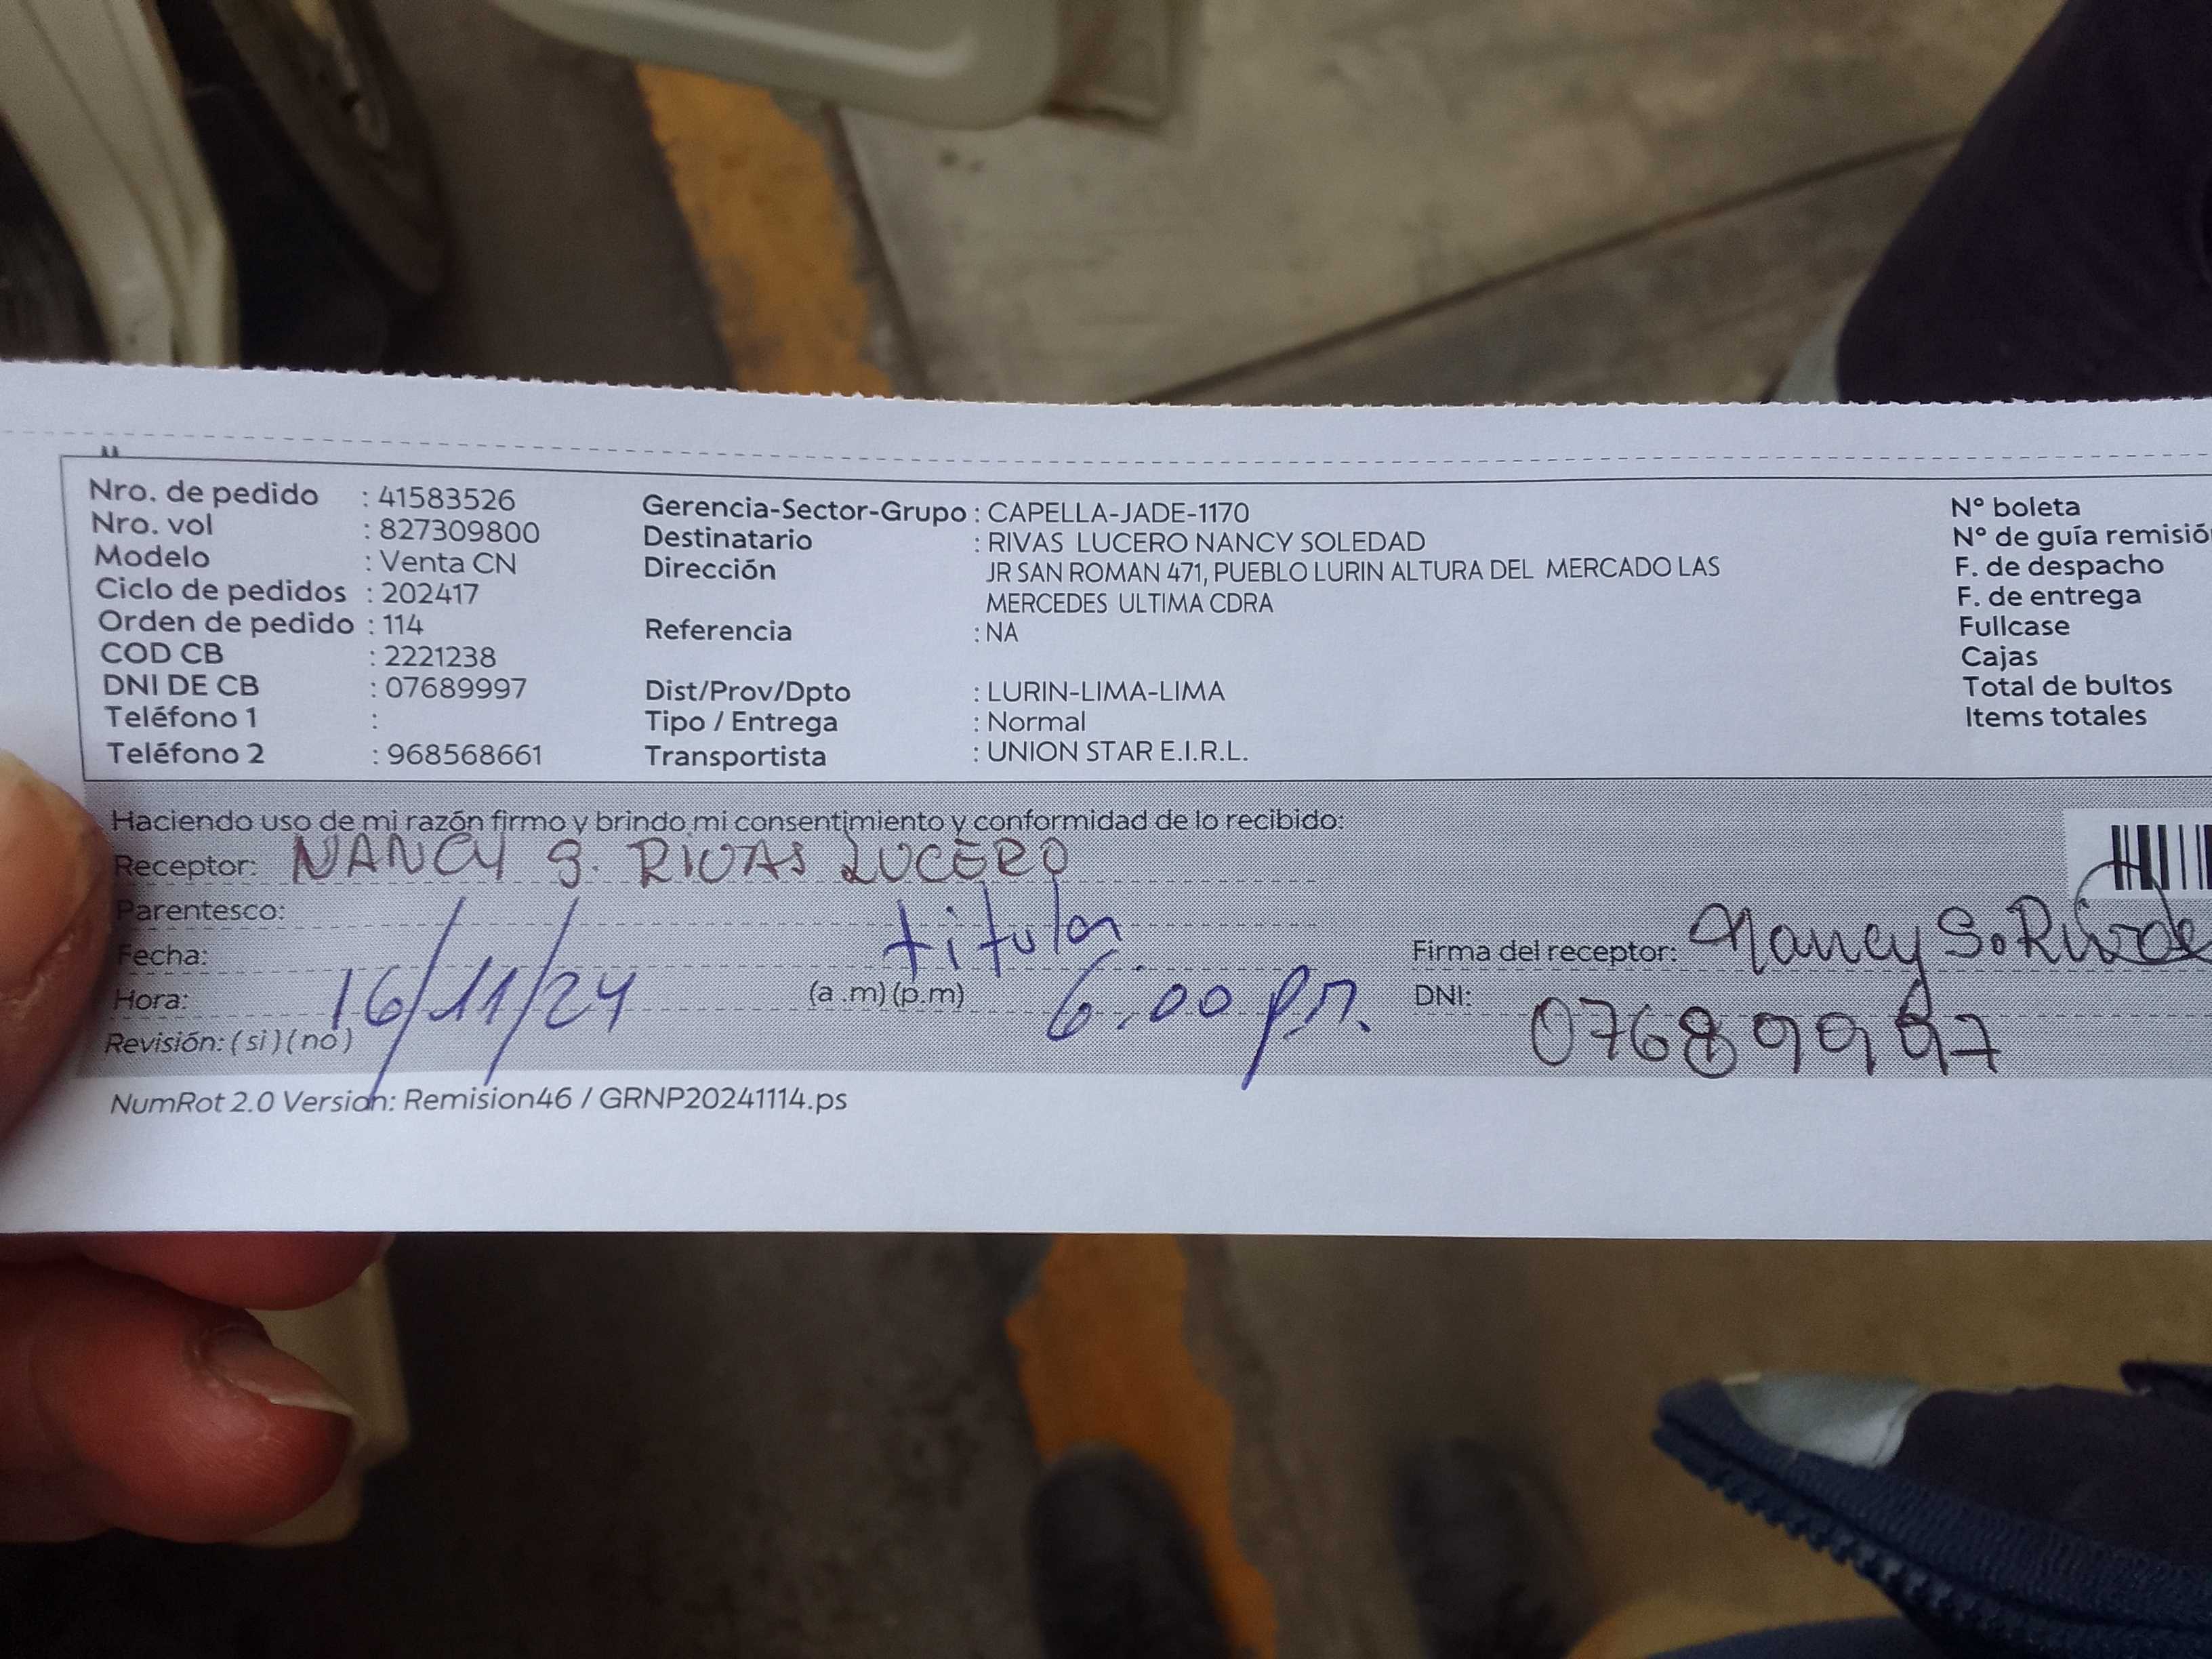 Nro. de pedido : 41583526
Nro. vol : 827309800
Modelo : Venta CN
Ciclo de pedidos : 202417
Orden de pedido : 114
COD CB : 2221238
DNI DE CB : 07689997
Teléfono 1 :
Teléfono 2 : 968568661
Gerencia-Sector-Grupo : CAPELLA-JADE-1170
Destinatario : RIVAS LUCERO NANCY SOLEDAD
Dirección JR SAN ROMAN 471, PUEBLO LURIN ALTURA DEL MERCADO LAS
MERCEDES ULTIMA CDRA
Referencia : NA
Dist/Prov/Dpto : LURIN-LIMA-LIMA
Tipo / Entrega : Normal
Transportista : UNION STAR E.I.R.L.
Nº boleta
Nº de guía remisió
F. de despacho
F. de entrega
Fullcase
Cajas
Total de bultos
Items totales
Haciendo uso de mi razón firmo y brindo mi consentimiento y conformidad de lo recibido:
Receptor: NANCY S. RIVAS LUCERO
Parentesco: titular
Fecha: 16/11/24
Hora: (a .m) (p.m) 6:00 pm.
Revisión: ( si ) ( no )
Firma del receptor: Nancy S. Rivas de
DNI: 07689997
NumRot 2.0 Version: Remision46 / GRNP20241114.ps